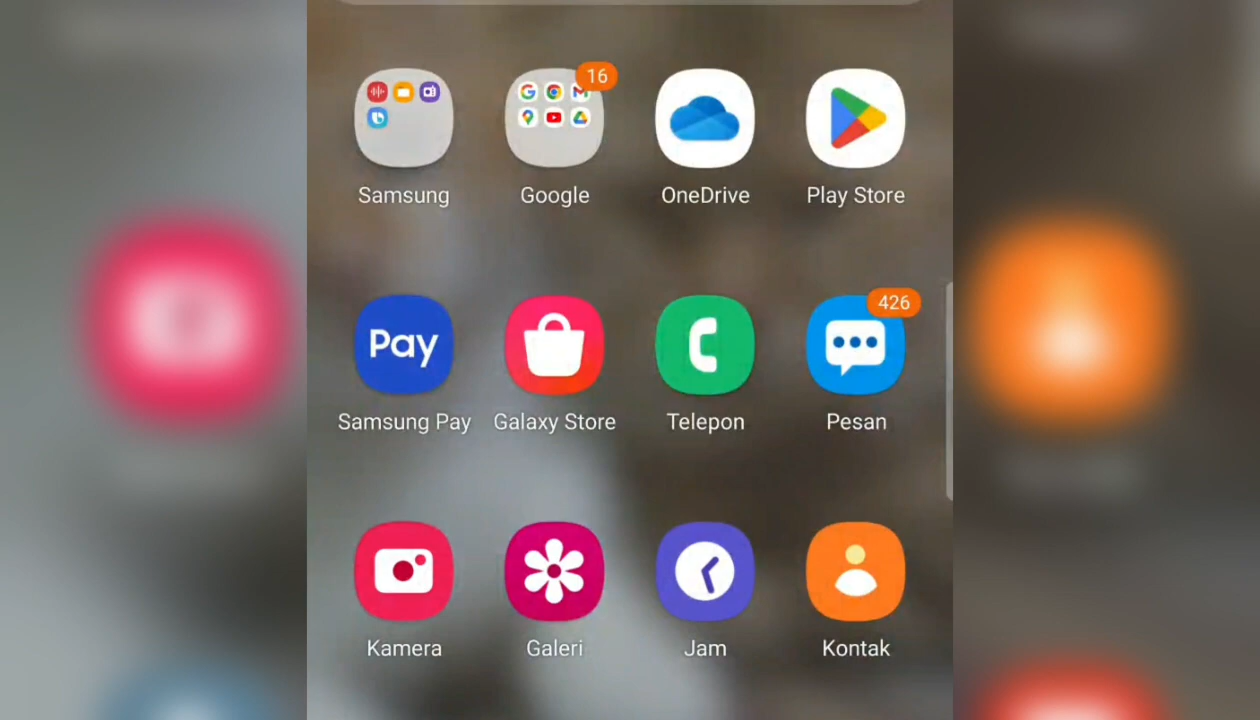 16
Samsung
Google
OneDrive
Play Store
426
Pay
Samsung Pay
Galaxy Store
Telepon
Pesan
Kamera
Galeri
Jam
Kontak